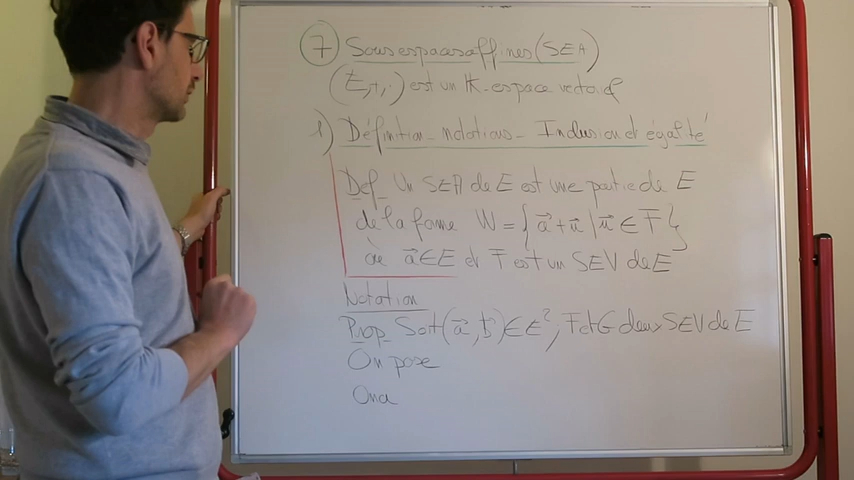 7 Sous espaces affines (SEA)
(E,+,·) est un K-espace vectoriel
1) Définition - notations - Inclusion et égalité
Def_ Un SEA de E est une partie de E
de la forme W = { a⃗ + u⃗ | u⃗ ∈ F }
où a⃗ ∈ E et F est un SEV de E
Notation
Prop_ Soit (a⃗, b⃗) ∈ E², F et G deux SEV de E
On pose
On a